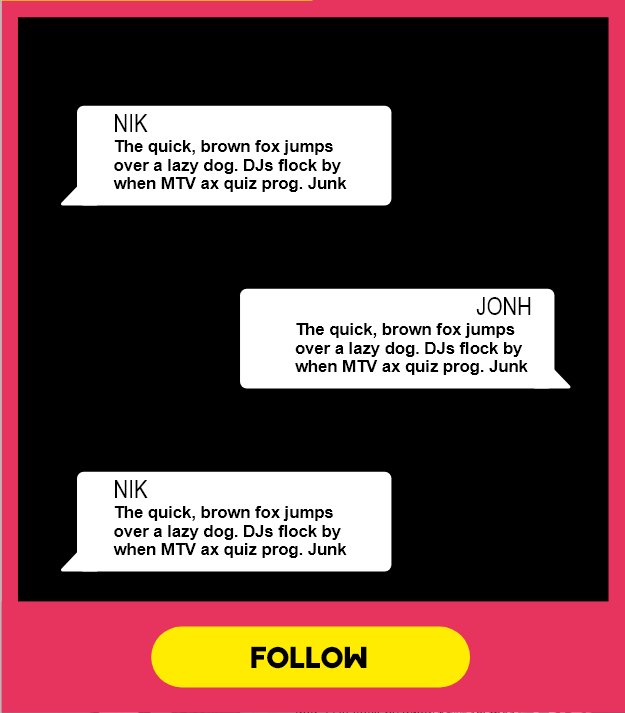 NIK
The quick, brown fox jumps
over a lazy dog. DJs flock by
when MTV ax quiz prog. Junk
JONH
The quick, brown fox jumps
over a lazy dog. DJs flock by
when MTV ax quiz prog. Junk
NIK
The quick, brown fox jumps
over a lazy dog. DJs flock by
when MTV ax quiz prog. Junk
FOLLOW